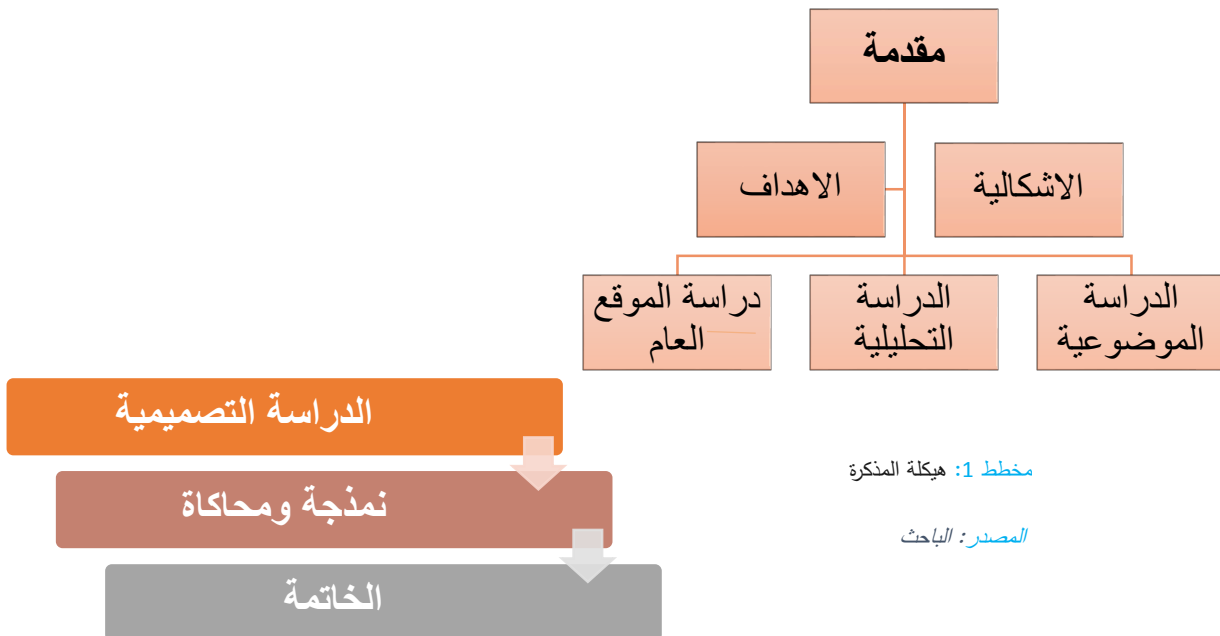 مقدمة
الاشكالية
الاهداف
الدراسة
الموضوعية
الدراسة
التحليلية
دراسة الموقع
العام
الدراسة التصميمية
نمذجة ومحاكاة
الخاتمة
مخطط 1: هيكلة المذكرة
المصدر: الباحث